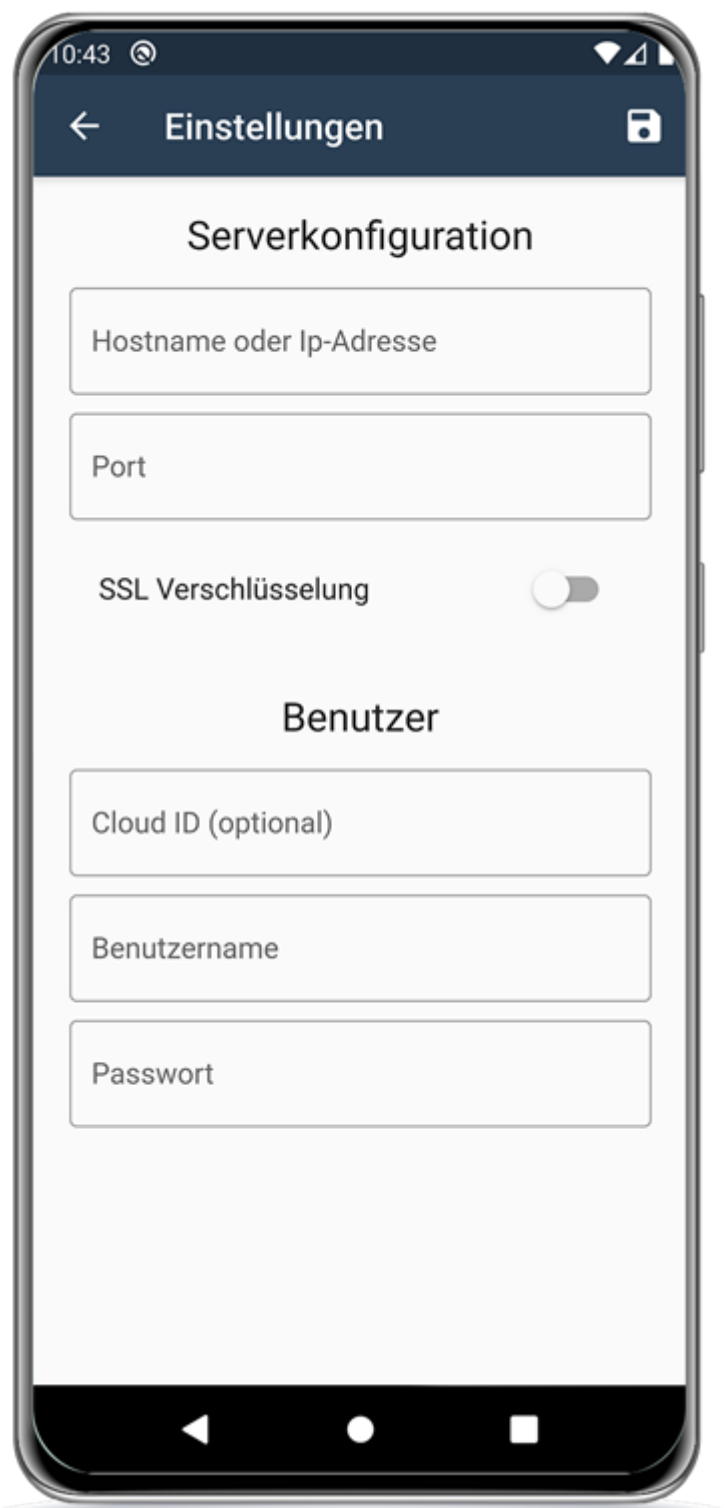 10:43
Einstellungen
Serverkonfiguration
Hostname oder Ip-Adresse
Port
SSL Verschlüsselung
Benutzer
Cloud ID (optional)
Benutzername
Passwort